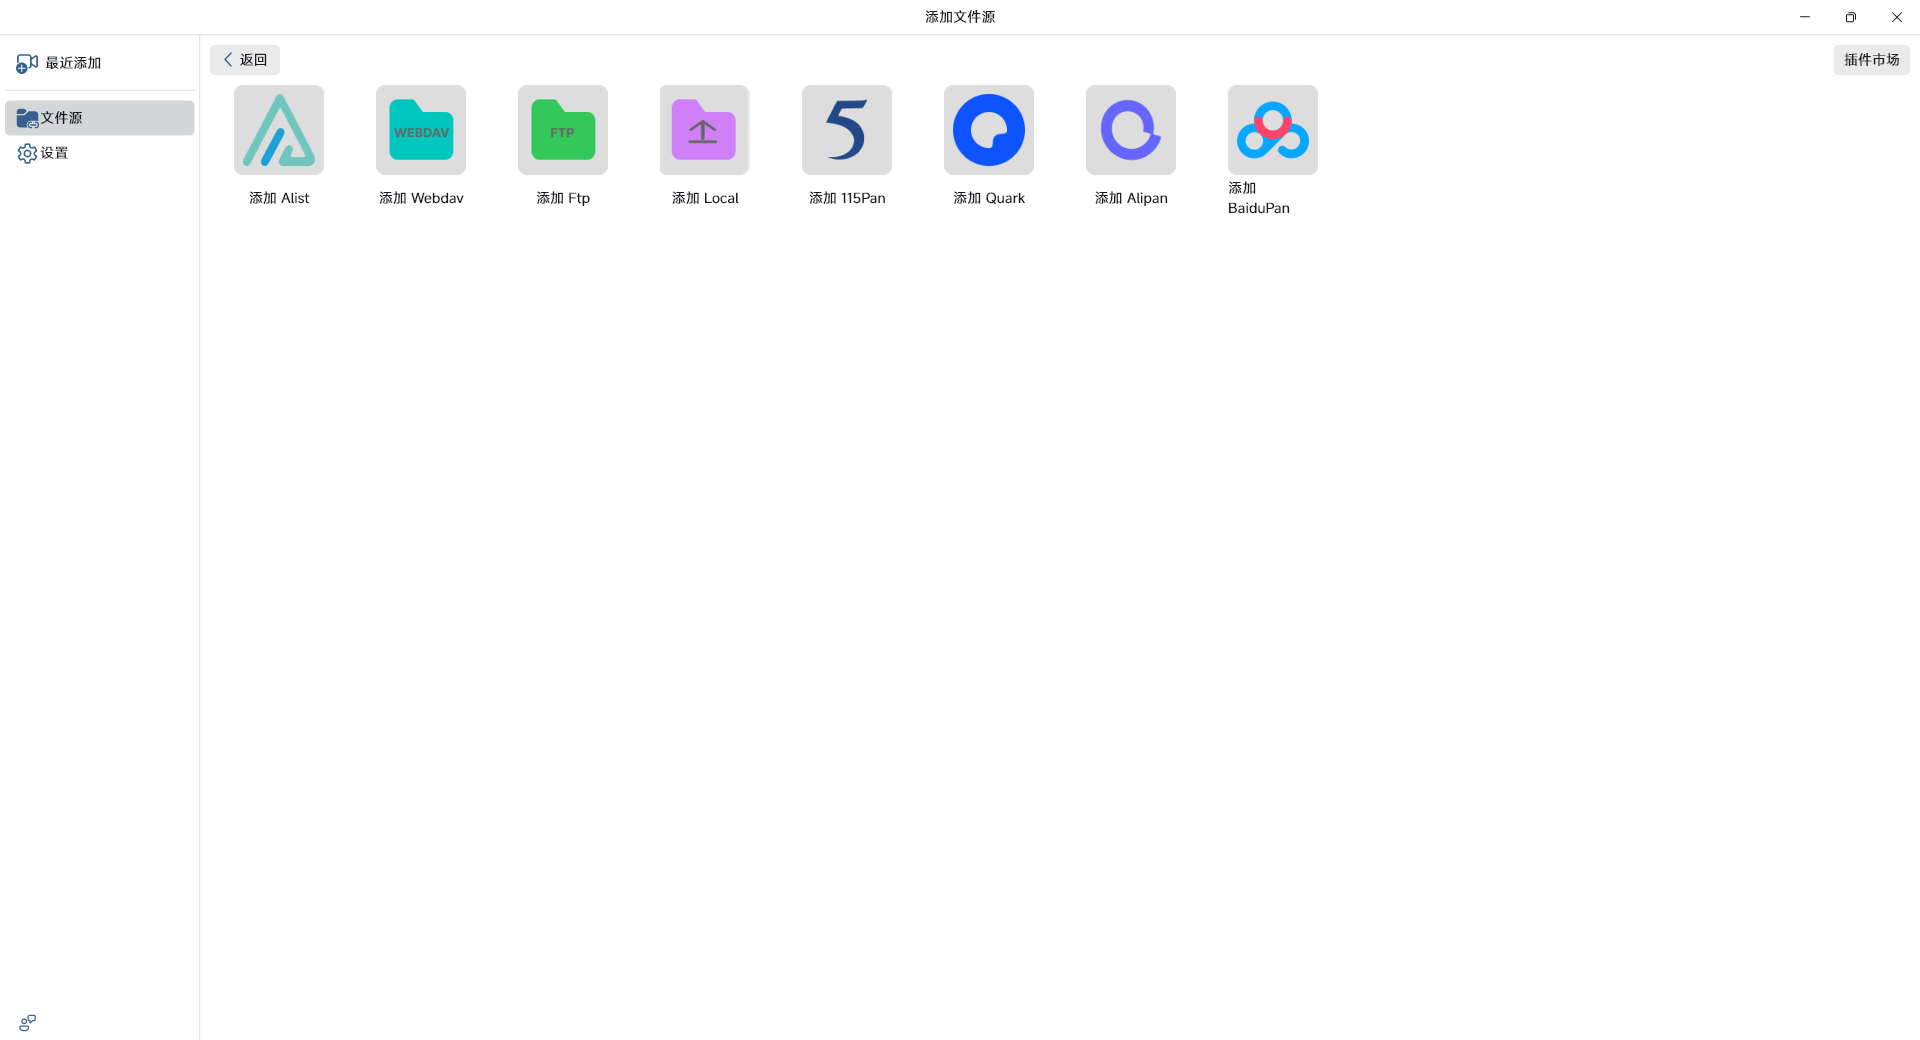 添加文件源
最近添加
文件源
设置
返回
插件市场
WEBDAV
FTP
5
添加 Alist
添加 Webdav
添加 Ftp
添加 Local
添加 115Pan
添加 Quark
添加 Alipan
添加
BaiduPan